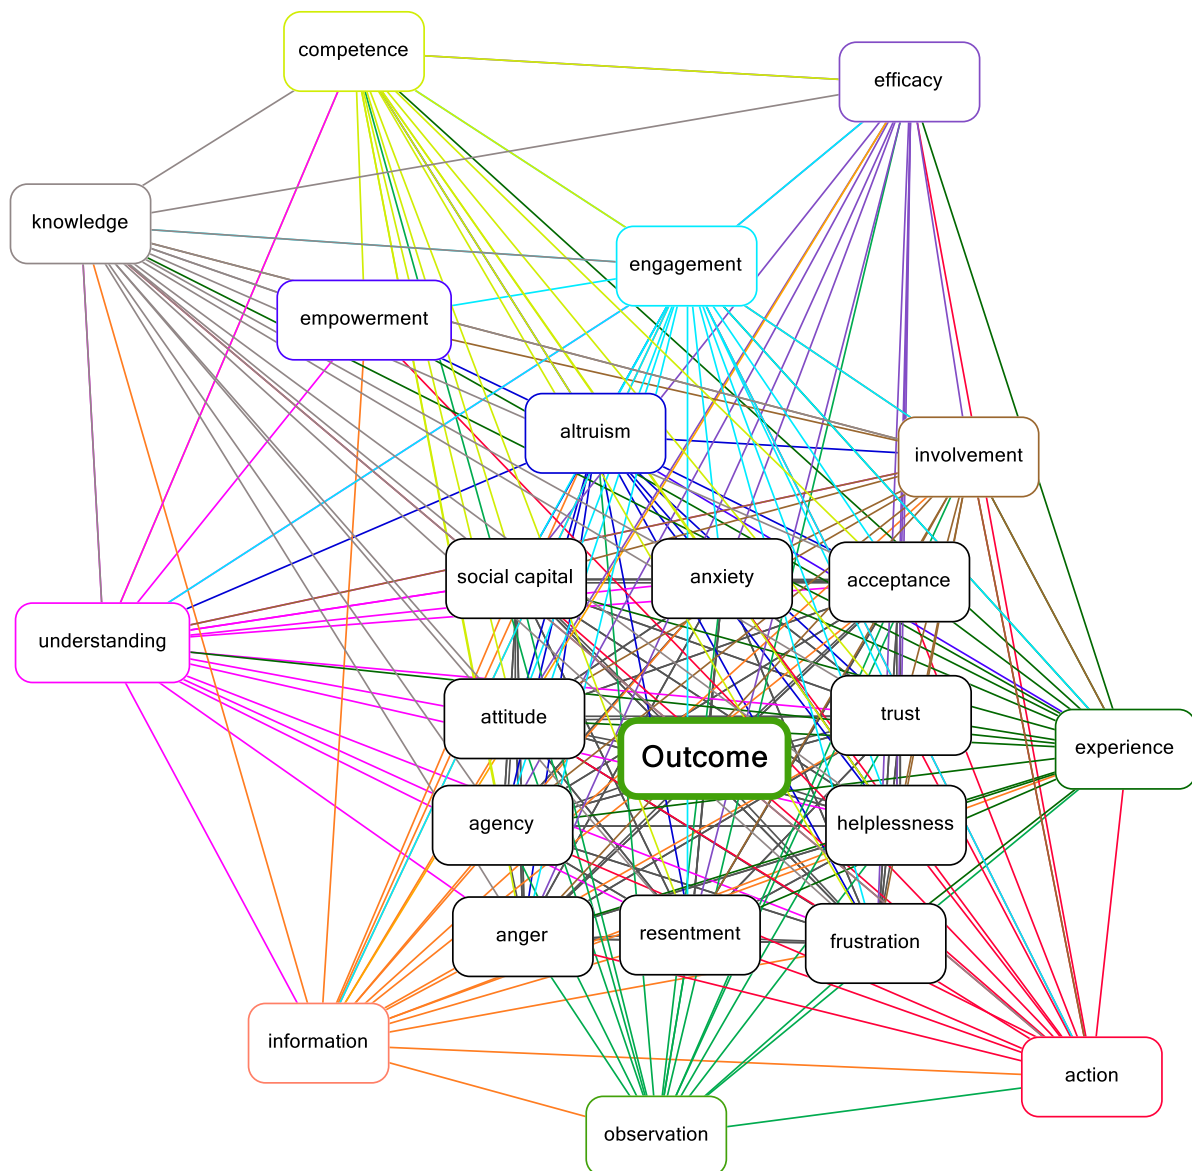 competence
efficacy
knowledge
engagement
empowerment
altruism
involvement
social capital
anxiety
acceptance
understanding
attitude
trust
Outcome
experience
agency
helplessness
anger
resentment
frustration
information
action
observation